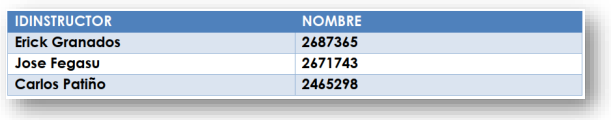 IDINSTRUCTOR NOMBRE
Erick Granados 2687365
Jose Fegasu 2671743
Carlos Patiño 2465298